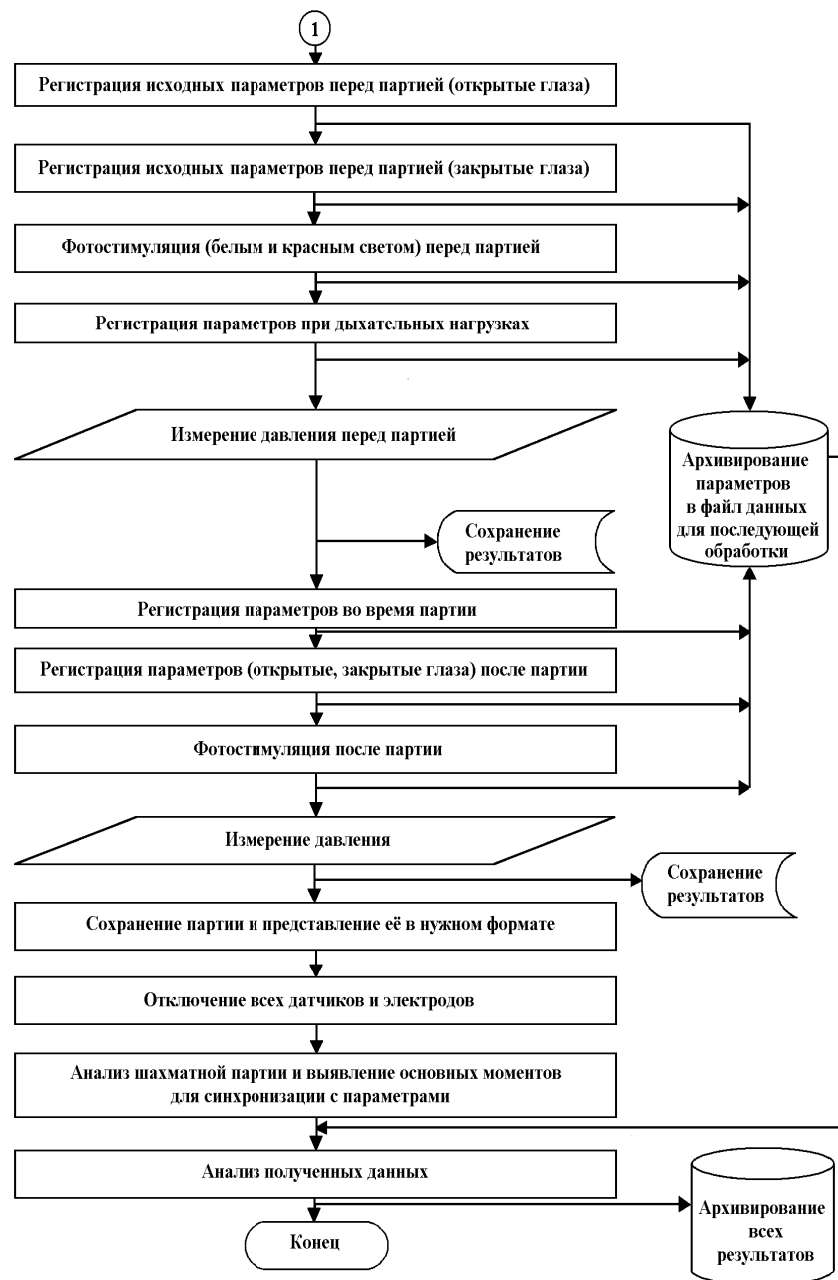 1
Регистрация исходных параметров перед партией (открытые глаза)
Регистрация исходных параметров перед партией (закрытые глаза)
Фотостимуляция (белым и красным светом) перед партией
Регистрация параметров при дыхательных нагрузках
Измерение давления перед партией
Архивирование
параметров
в файл данных
для последующей
обработки
Сохранение
результатов
Регистрация параметров во время партии
Регистрация параметров (открытые, закрытые глаза) после партии
Фотостимуляция после партии
Измерение давления
Сохранение
результатов
Сохранение партии и представление её в нужном формате
Отключение всех датчиков и электродов
Анализ шахматной партии и выявление основных моментов
для синхронизации с параметрами
Анализ полученных данных
Архивирование
всех
результатов
Конец